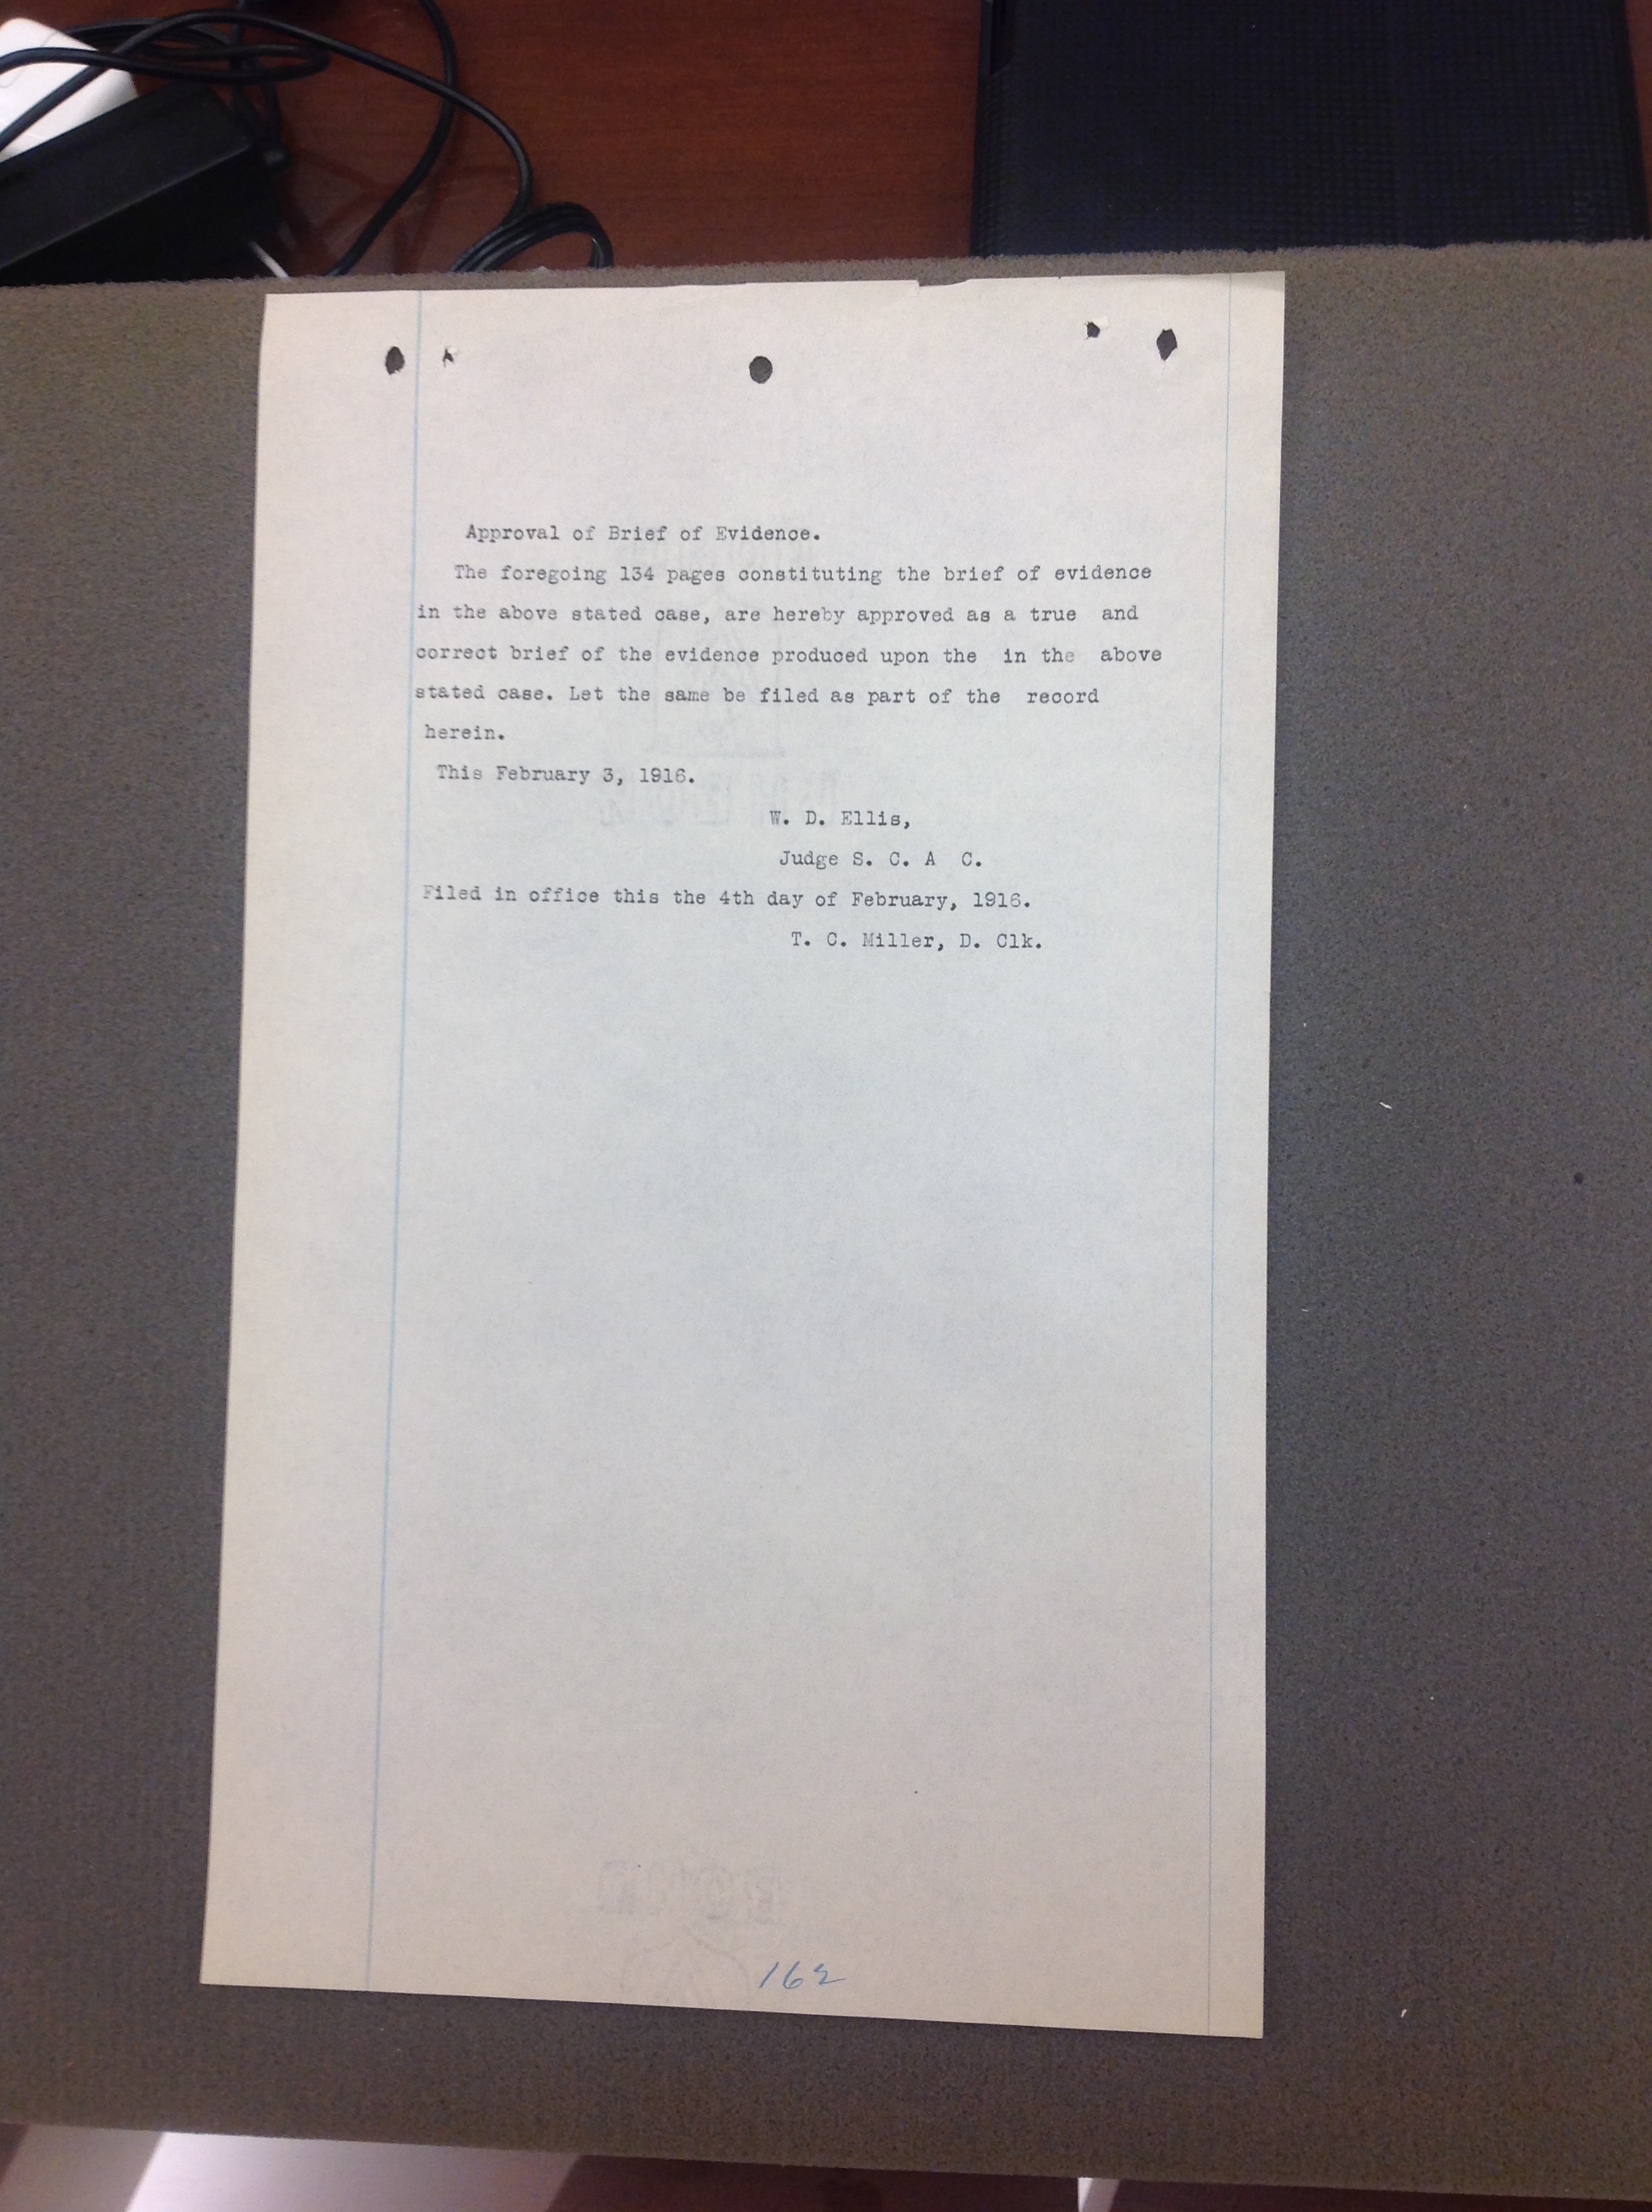 Approval of Brief of Evidence.
The foregoing 134 pages constituting the brief of evidence
in the above stated case, are hereby approved as a true and
correct brief of the evidence produced upon the in the above
stated case. Let the same be filed as part of the record
herein.
This February 3, 1916.
W. D. Ellis,
Judge S. C. A C.
Filed in office this the 4th day of February, 1916.
T. C. Miller, D. Clk.
162